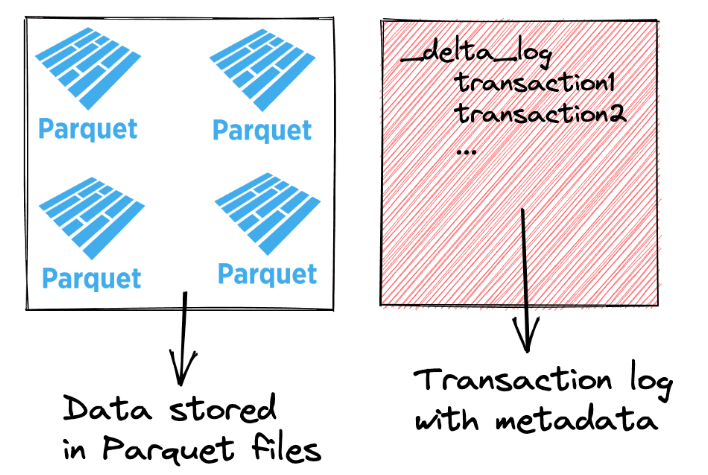 Parquet
Parquet
Parquet
Parquet
Data stored
in Parquet files
_delta_log
transaction1
transaction2
...
Transaction log
with metadata